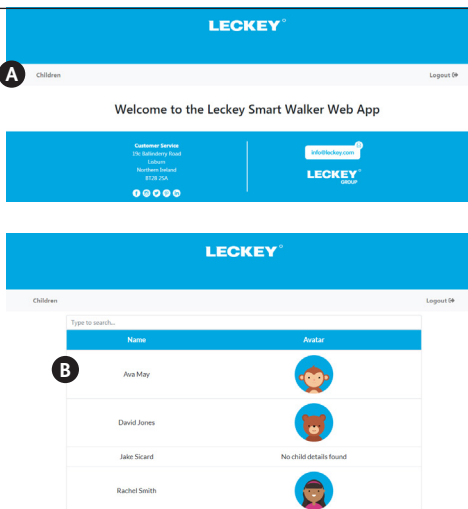 LECKEY
A
Children
Logout
Welcome to the Leckey Smart Walker Web App
Customer Service
19c Ballinderry Road
Lisburn
Northern Ireland
BT28 2SA
info@leckey.com
LECKEY
GROUP
LECKEY
Children
Logout
Type to search...
Name Avatar
B
Ava May
David Jones
Jake Sicard No child details found
Rachel Smith